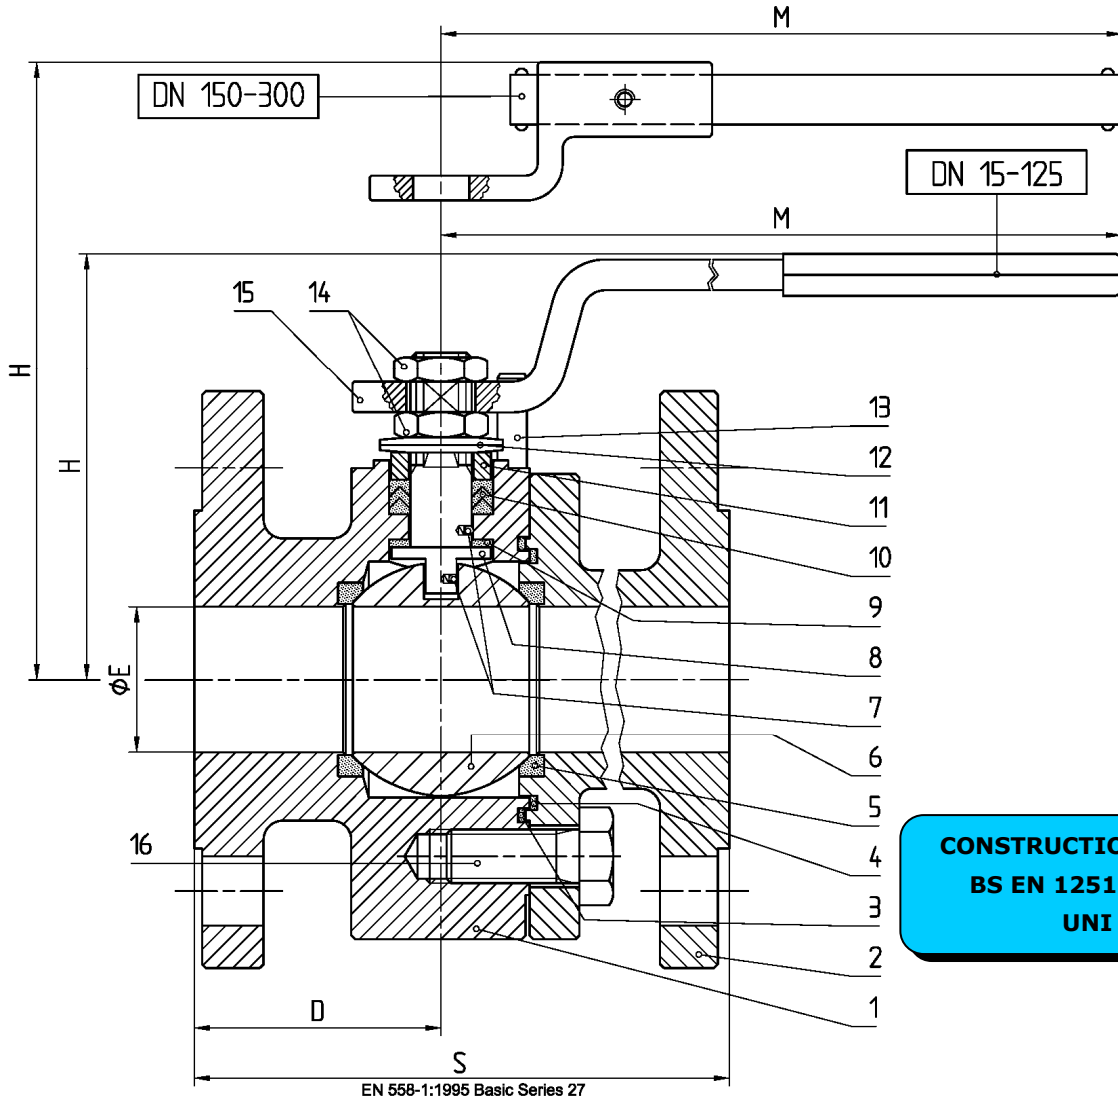 M
DN 150-300
DN 15-125
M
15
14
H
H
13
12
11
10
9
8
ΦE
7
6
5
16
4
3
2
1
CONSTRUCTIO
BS EN 1251
UNI
D
S
EN 558-1:1995 Basic Series 27